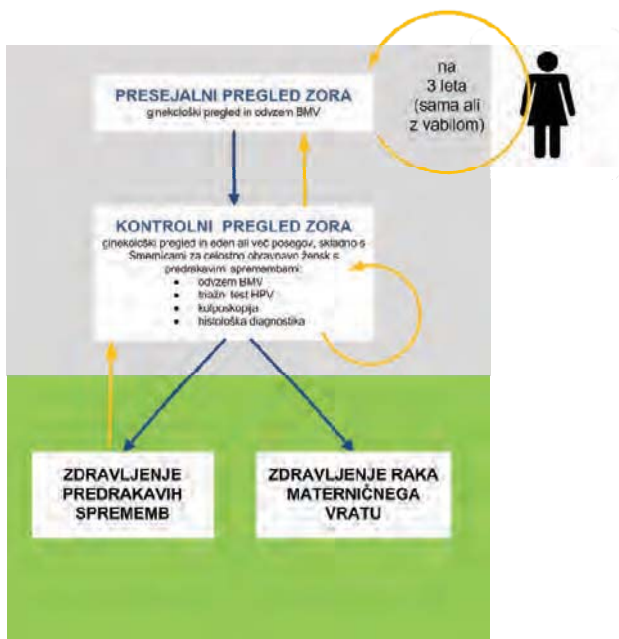 PRESEJALNI PREGLED ZORA
ginekološki pregled in odvzem BMV
na
3 leta
(sama ali
z vabilom)
KONTROLNI PREGLED ZORA
ginekološki pregled in eden ali več posegov, skladno s
Smernicami za celostno obravnavo žensk s
predrakavimi spremembami:
• odvzem BMV
• triažni test HPV
• kolposkopija
• histološka diagnostika
ZDRAVLJENJE
PREDRAKAVIH
SPREMEMB
ZDRAVLJENJE RAKA
MATERNIČNEGA
VRATU